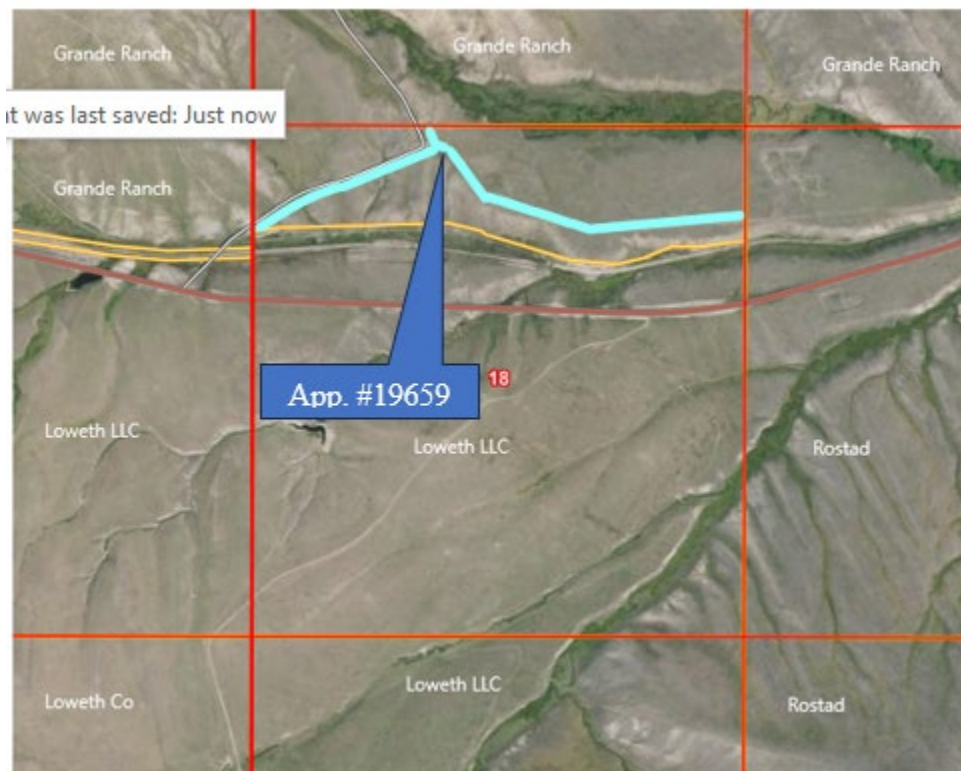 Grande Ranch
Grande Ranch
Grande Ranch
at was last saved: Just now
Grande Ranch
App. #19659
18
Loweth LLC
Loweth LLC
Rostad
Loweth Co
Loweth LLC
Rostad